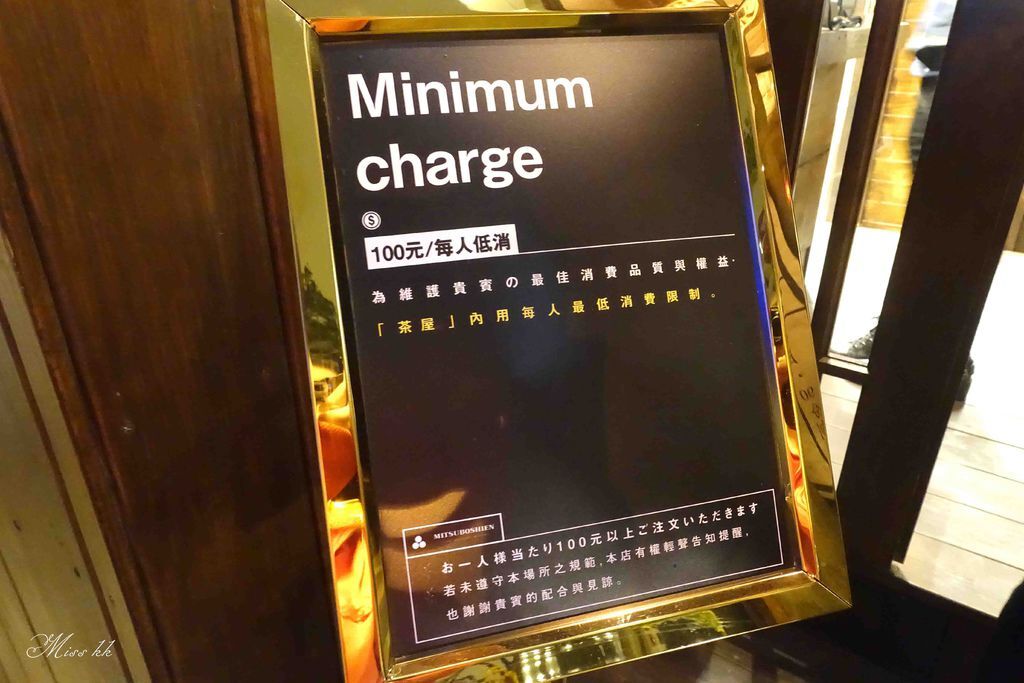 Minimum
charge
Ⓢ
100元/每人低消
為維護貴賓の最佳消費品質與權益.
「茶屋」內用每人最低消費限制。
MITSUBOSHIEN
お一人様当たり100元以上ご注文いただきます
若未遵守本場所之規範,本店有權輕聲告知提醒,
也謝謝貴賓的配合與見諒。
Miss kk